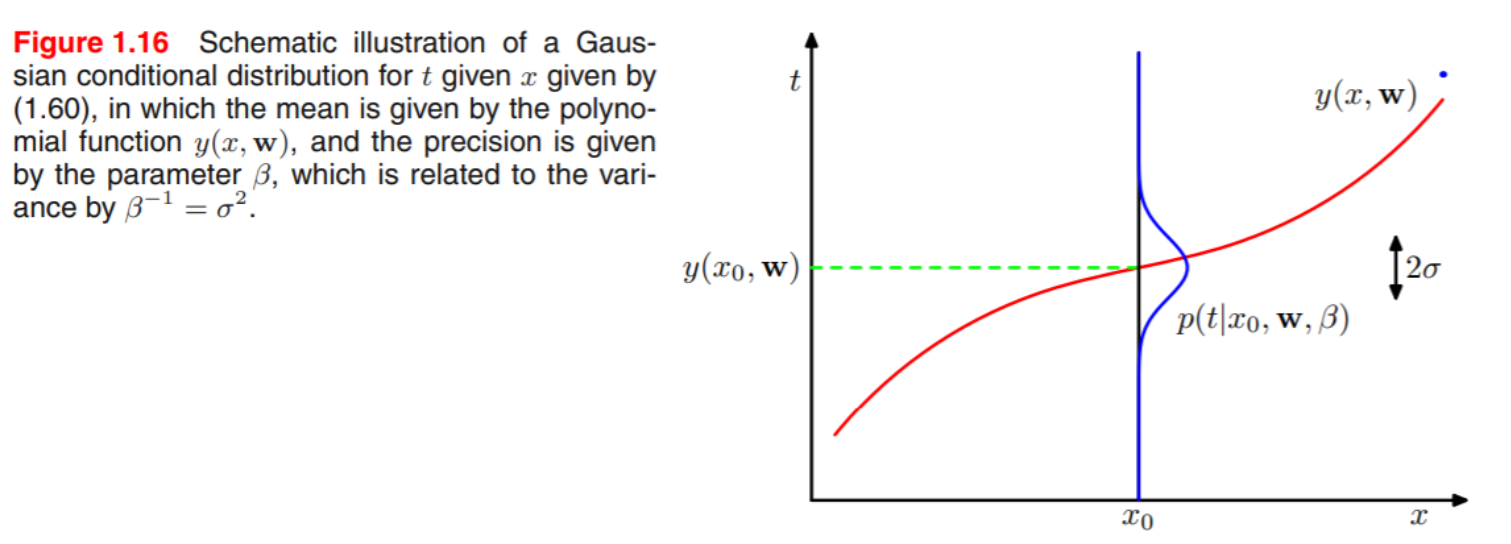 Figure 1.16 Schematic illustration of a Gaus-
sian conditional distribution for t given x given by
(1.60), in which the mean is given by the polyno-
mial function y(x, w), and the precision is given
by the parameter β, which is related to the vari-
ance by β⁻¹ = σ².
t
y(x, w)
y(x₀, w)
2σ
p(t|x₀, w, β)
x₀
x